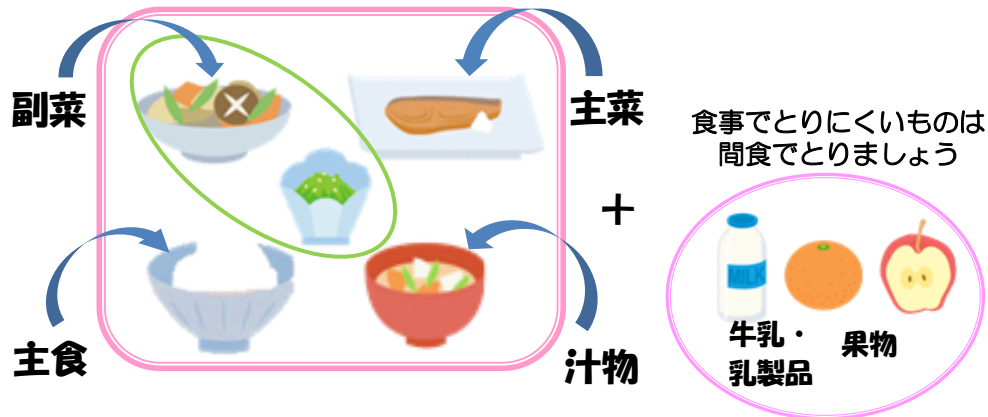 副菜
主菜
主食
汁物
＋
食事でとりにくいものは
間食でとりましょう
MILK
牛乳・
乳製品
果物